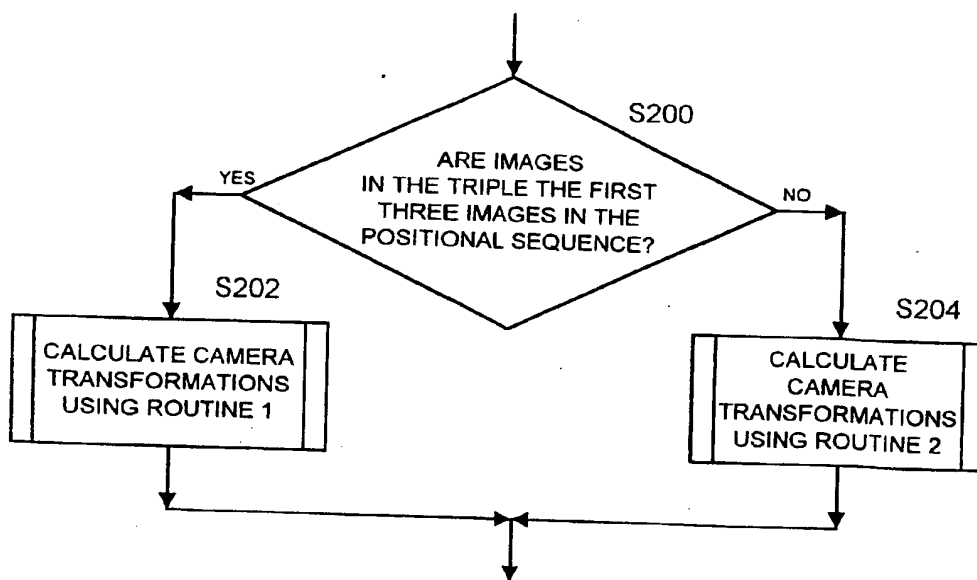 S200
ARE IMAGES
IN THE TRIPLE THE FIRST
THREE IMAGES IN THE
POSITIONAL SEQUENCE?
YES
NO
S202
CALCULATE CAMERA
TRANSFORMATIONS
USING ROUTINE 1
S204
CALCULATE
CAMERA
TRANSFORMATIONS
USING ROUTINE 2